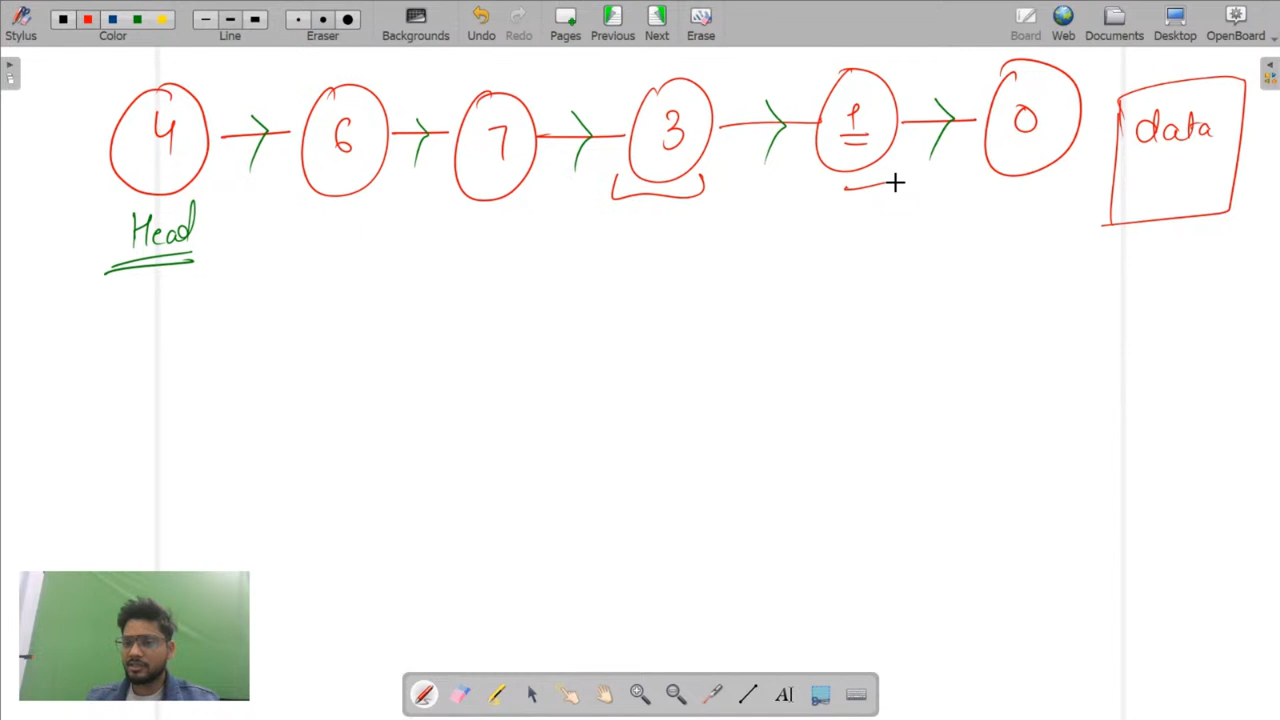 Stylus Color Line Eraser Backgrounds Undo Redo Pages Previous Next Erase Board Web Documents Desktop OpenBoard
4 6 7 3 1 0 data
Head
AI